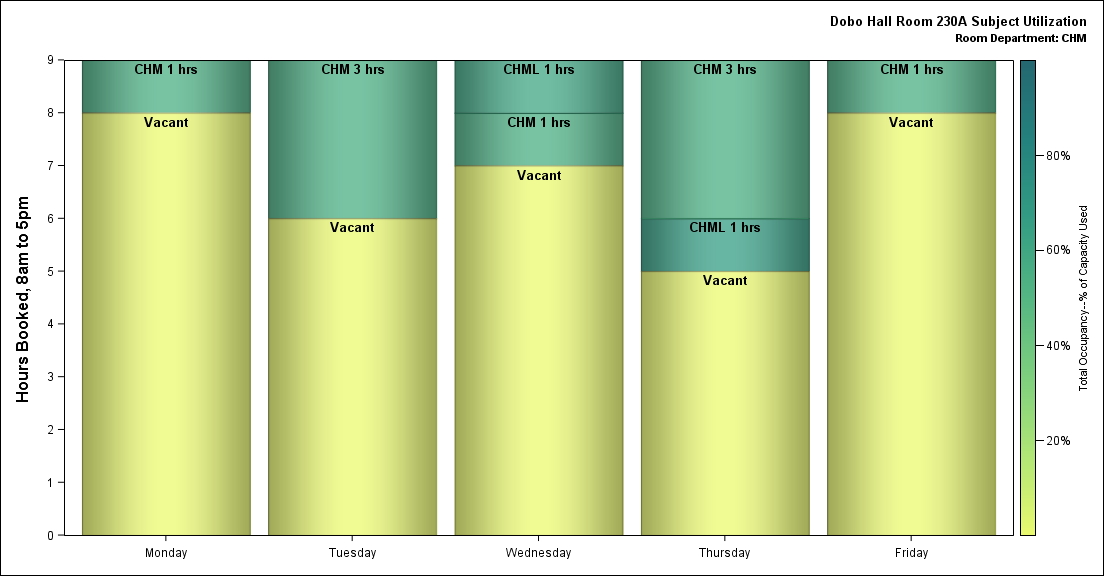 Dobo Hall Room 230A Subject Utilization
Room Department: CHM
Hours Booked, 8am to 5pm
9
8
7
6
5
4
3
2
1
0
CHM 1 hrs
Vacant
CHM 3 hrs
Vacant
CHML 1 hrs
CHM 1 hrs
Vacant
CHM 3 hrs
CHML 1 hrs
Vacant
CHM 1 hrs
Vacant
Monday
Tuesday
Wednesday
Thursday
Friday
80%
60%
40%
20%
Total Occupancy--% of Capacity Used